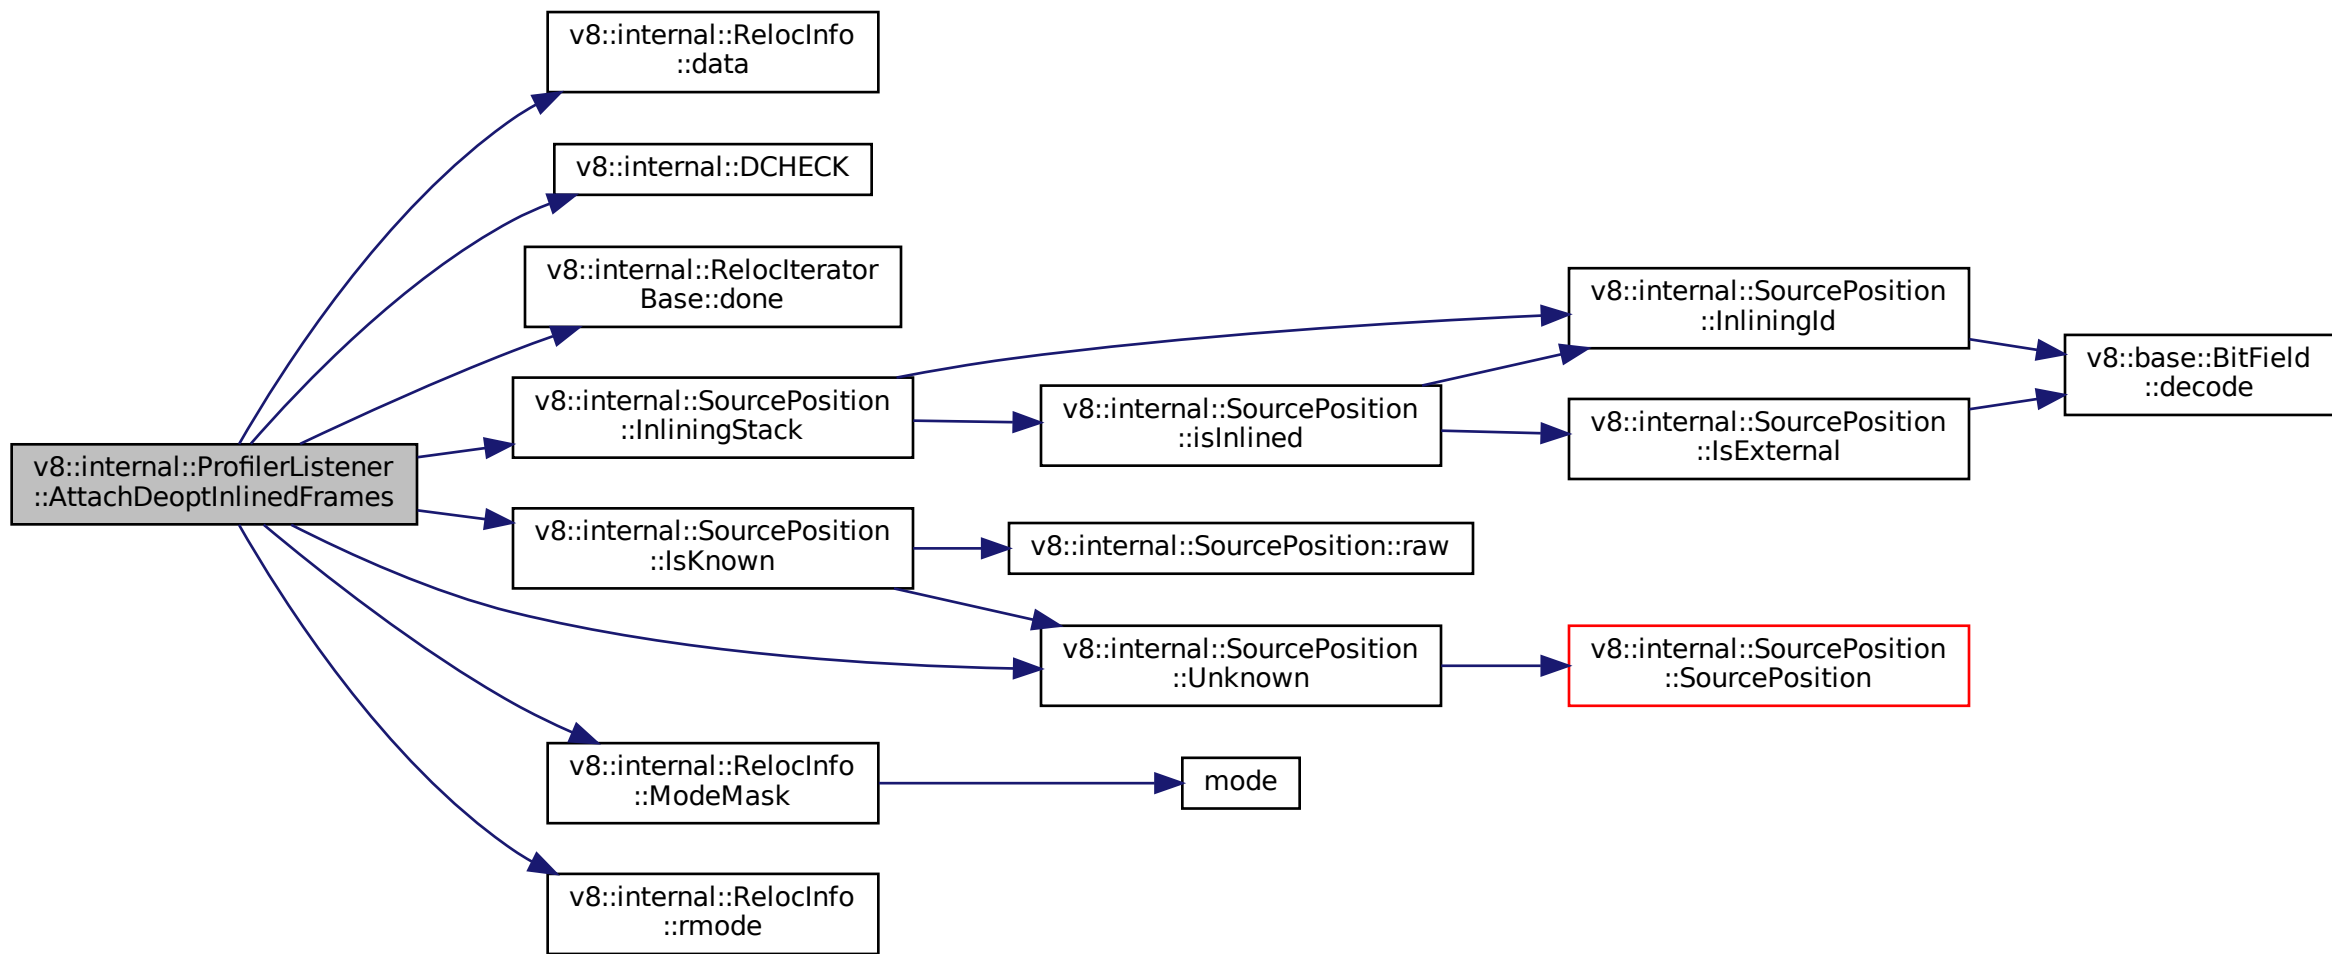 v8::internal::RelocInfo
::data
v8::internal::DCHECK
v8::internal::RelocIterator
Base::done
v8::internal::SourcePosition
::InliningStack
v8::internal::ProfilerListener
::AttachDeoptInlinedFrames
v8::internal::SourcePosition
::IsKnown
v8::internal::RelocInfo
::ModeMask
v8::internal::RelocInfo
::rmode
v8::internal::SourcePosition
::isInlined
v8::internal::SourcePosition::raw
v8::internal::SourcePosition
::Unknown
mode
v8::internal::SourcePosition
::InliningId
v8::internal::SourcePosition
::IsExternal
v8::internal::SourcePosition
::SourcePosition
v8::base::BitField
::decode